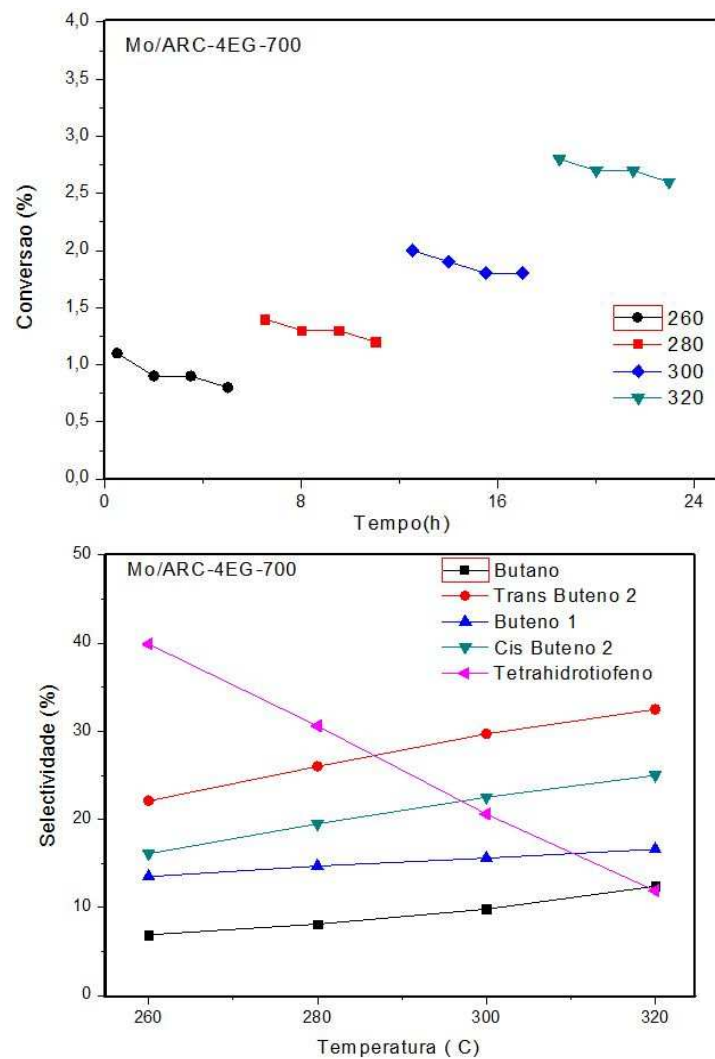 4,0
Mo/ARC-4EG-700
3,5
3,0
2,5
2,0
1,5
1,0
0,5
0,0
Conversao (%)
260
280
300
320
0
8
16
24
Tempo(h)
50
Mo/ARC-4EG-700
40
30
20
10
0
Selectividade (%)
Butano
Trans Buteno 2
Buteno 1
Cis Buteno 2
Tetrahidrotiofeno
260
280
300
320
Temperatura ( C)